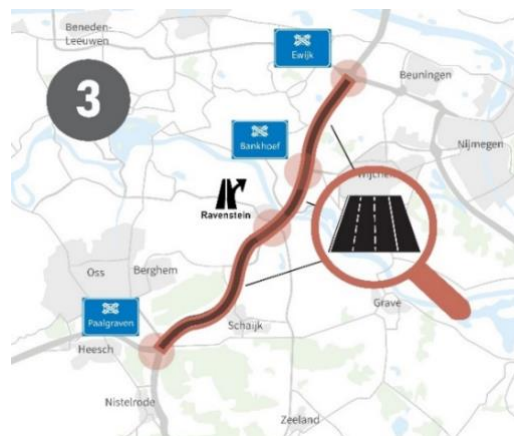 Beneden-
Leeuwen
Ewijk
3
Beuningen
Nijmegen
Bankhoef
Ravenstein
Oss
Berghem
Grave
Paalgraven
Schaijk
Heesch
Nistelrode
Zeeland